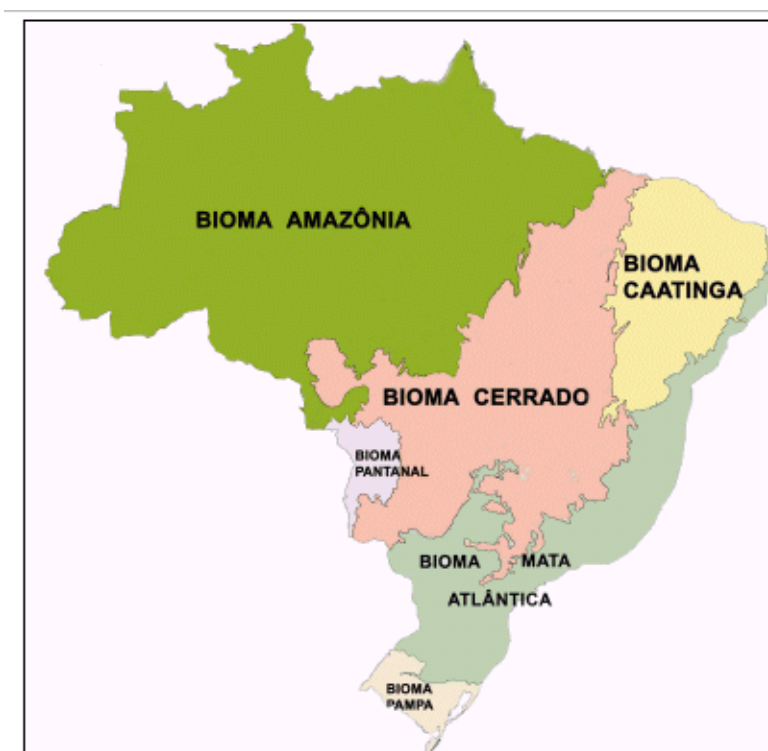 BIOMA AMAZÔNIA
BIOMA
CAATINGA
BIOMA CERRADO
BIOMA
PANTANAL
BIOMA MATA
ATLÂNTICA
BIOMA
PAMPA